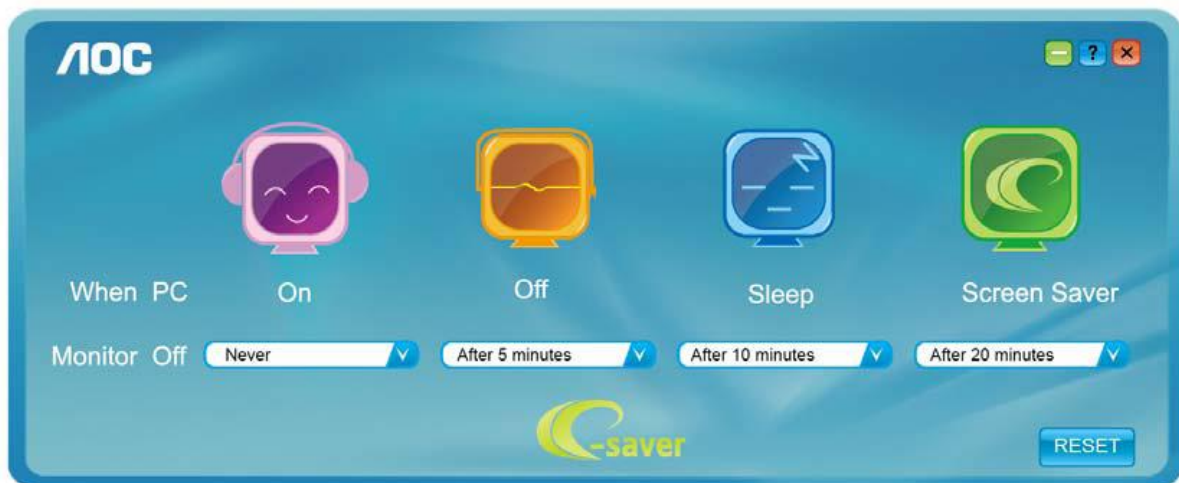 AOC
?
When PC On Off Sleep Screen Saver
Monitor Off Never After 5 minutes After 10 minutes After 20 minutes
e-saver
RESET